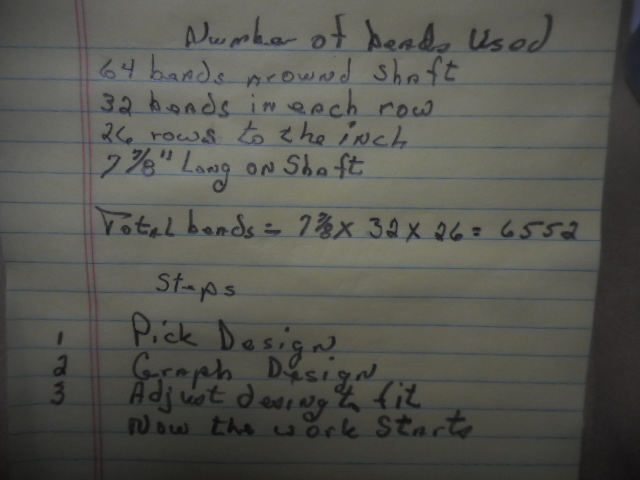 Number of beads Used
64 beads around Shaft
32 beads in each row
26 rows to the inch
7 7/8" Long on Shaft
Total beads = 7 7/8 X 32 X 26 = 6552
Steps
1 Pick Design
2 Graph Design
3 Adjust desing to fit
Now the work Starts